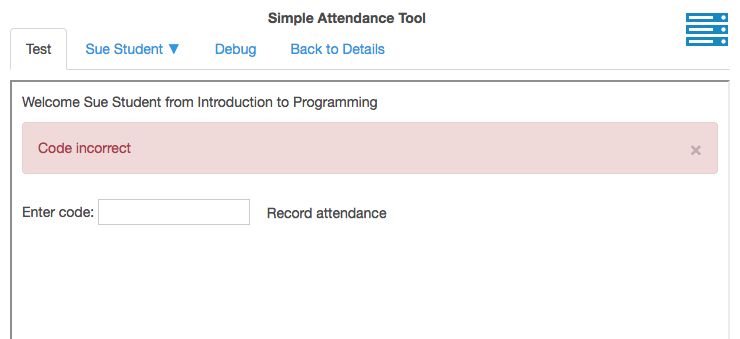 Simple Attendance Tool
Test Sue Student ▼ Debug Back to Details
Welcome Sue Student from Introduction to Programming
Code incorrect ×
Enter code: Record attendance